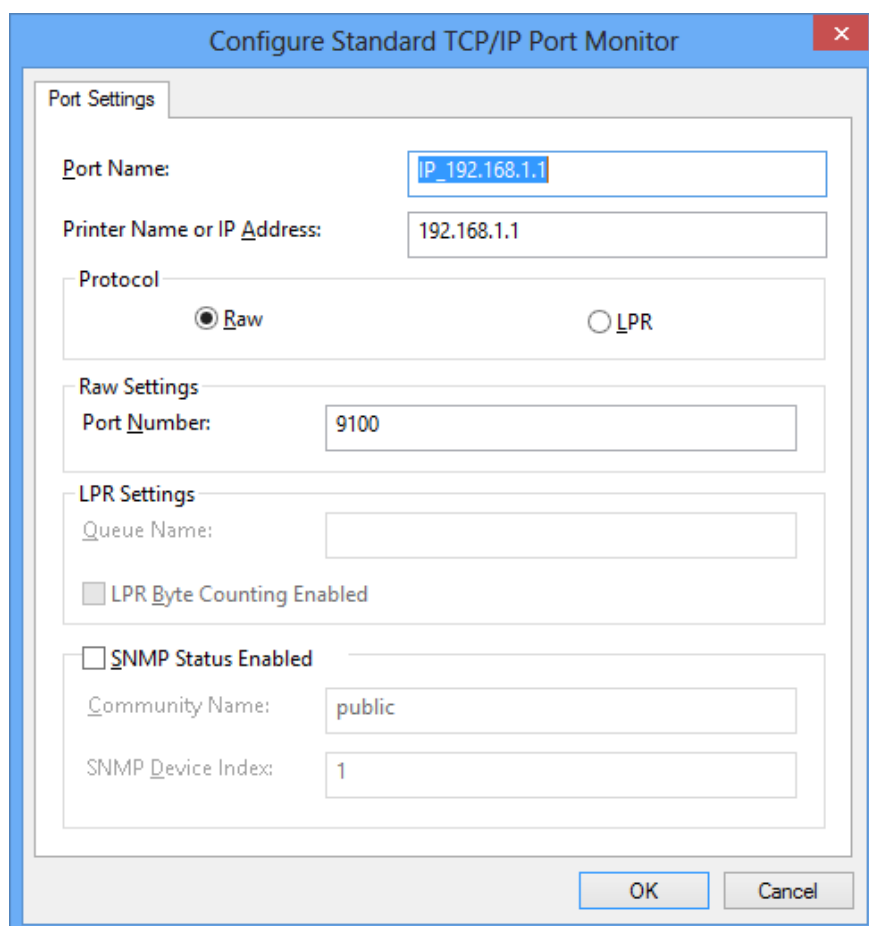 Configure Standard TCP/IP Port Monitor
Port Settings
Port Name: IP_192.168.1.1
Printer Name or IP Address: 192.168.1.1
Protocol
Raw LPR
Raw Settings
Port Number: 9100
LPR Settings
Queue Name:
LPR Byte Counting Enabled
SNMP Status Enabled
Community Name: public
SNMP Device Index: 1
OK Cancel